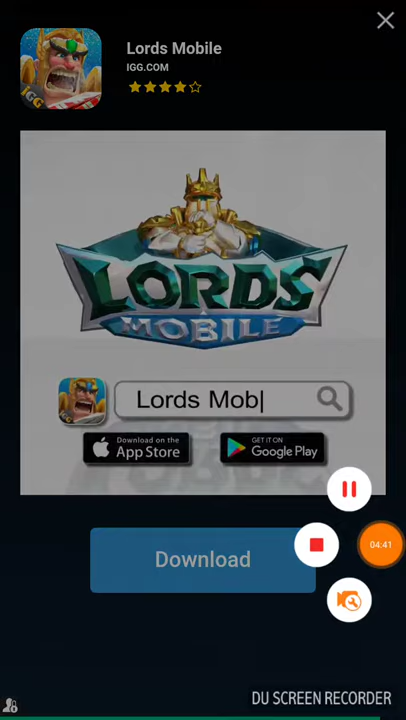 Lords Mobile
IGG.COM
LORDS
MOBILE
Lords Mob
Download on the
App Store
GET IT ON
Google Play
04:41
Download
DU SCREEN RECORDER